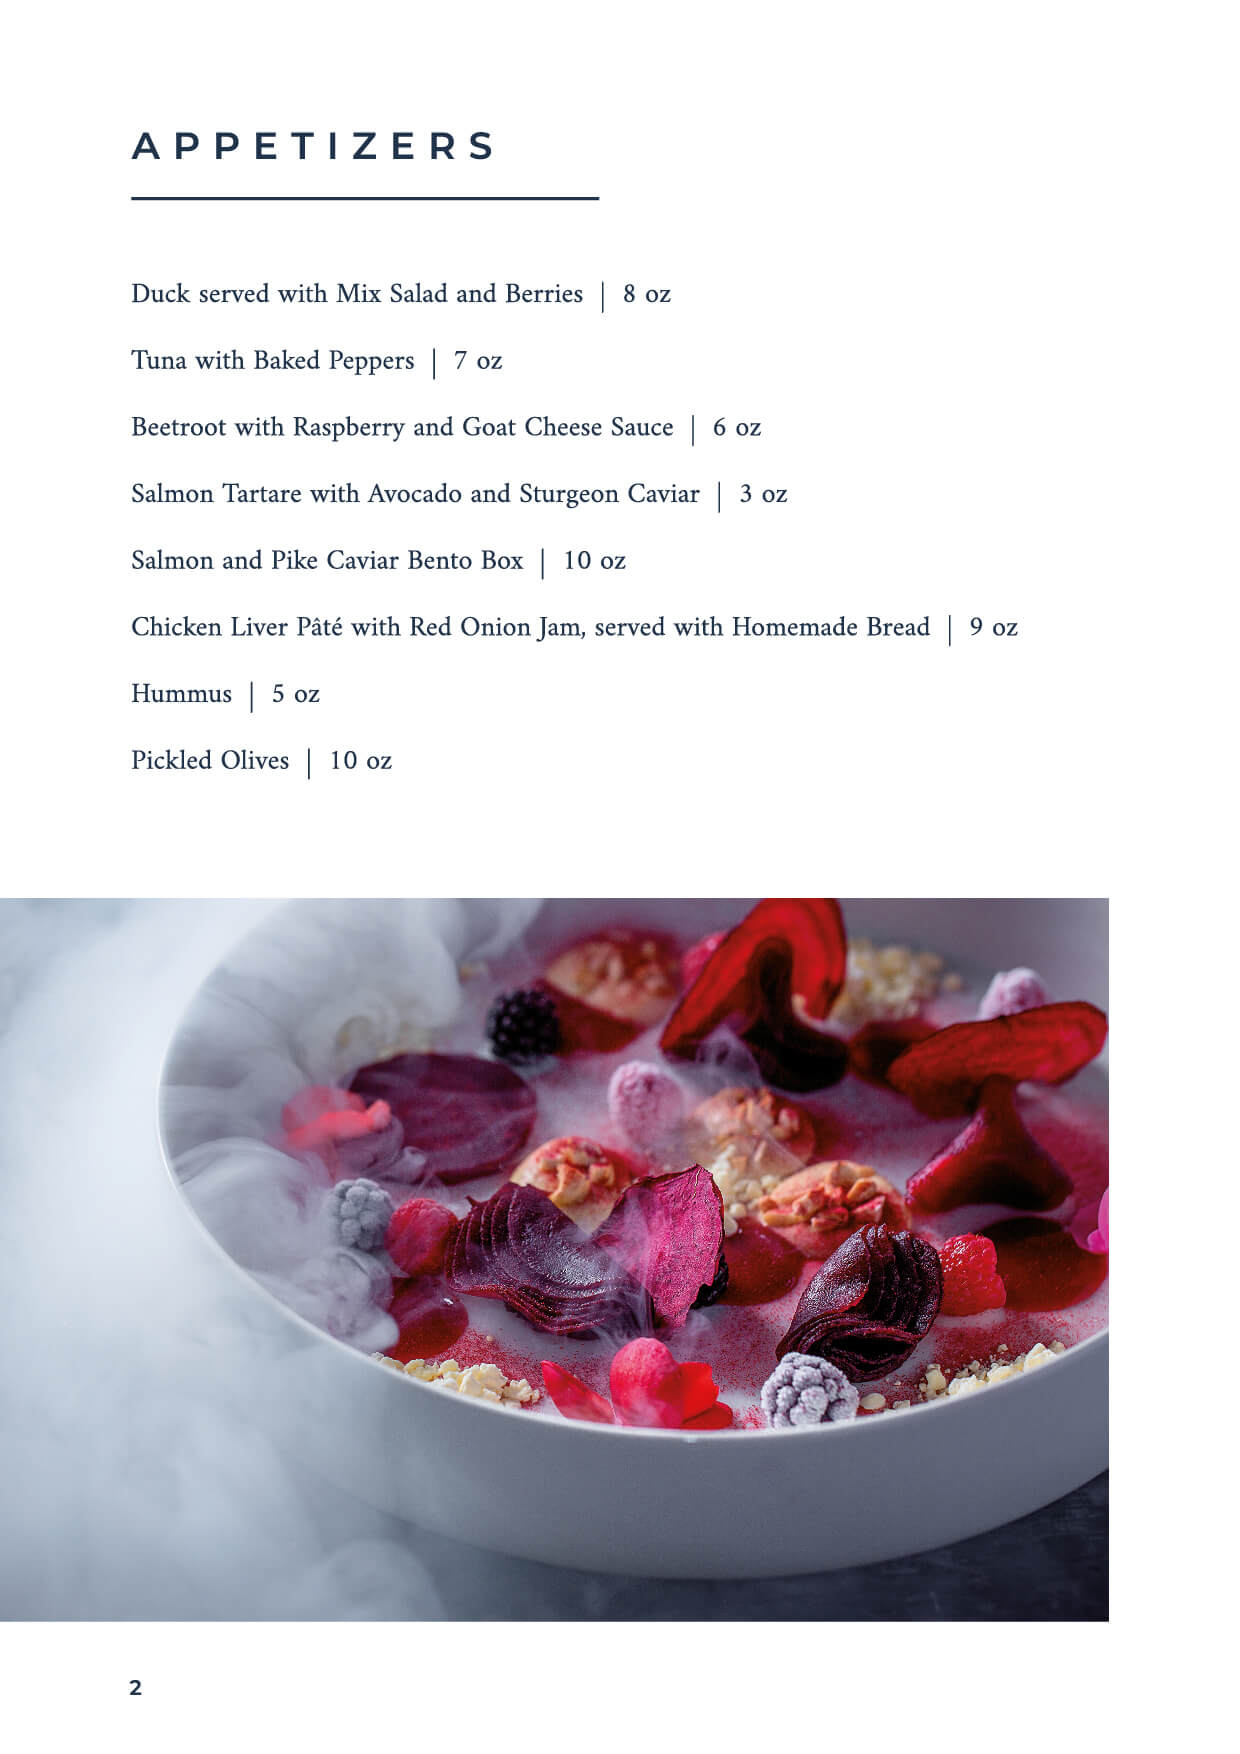 APPETIZERS
Duck served with Mix Salad and Berries | 8 oz
Tuna with Baked Peppers | 7 oz
Beetroot with Raspberry and Goat Cheese Sauce | 6 oz
Salmon Tartare with Avocado and Sturgeon Caviar | 3 oz
Salmon and Pike Caviar Bento Box | 10 oz
Chicken Liver Pâté with Red Onion Jam, served with Homemade Bread | 9 oz
Hummus | 5 oz
Pickled Olives | 10 oz
2